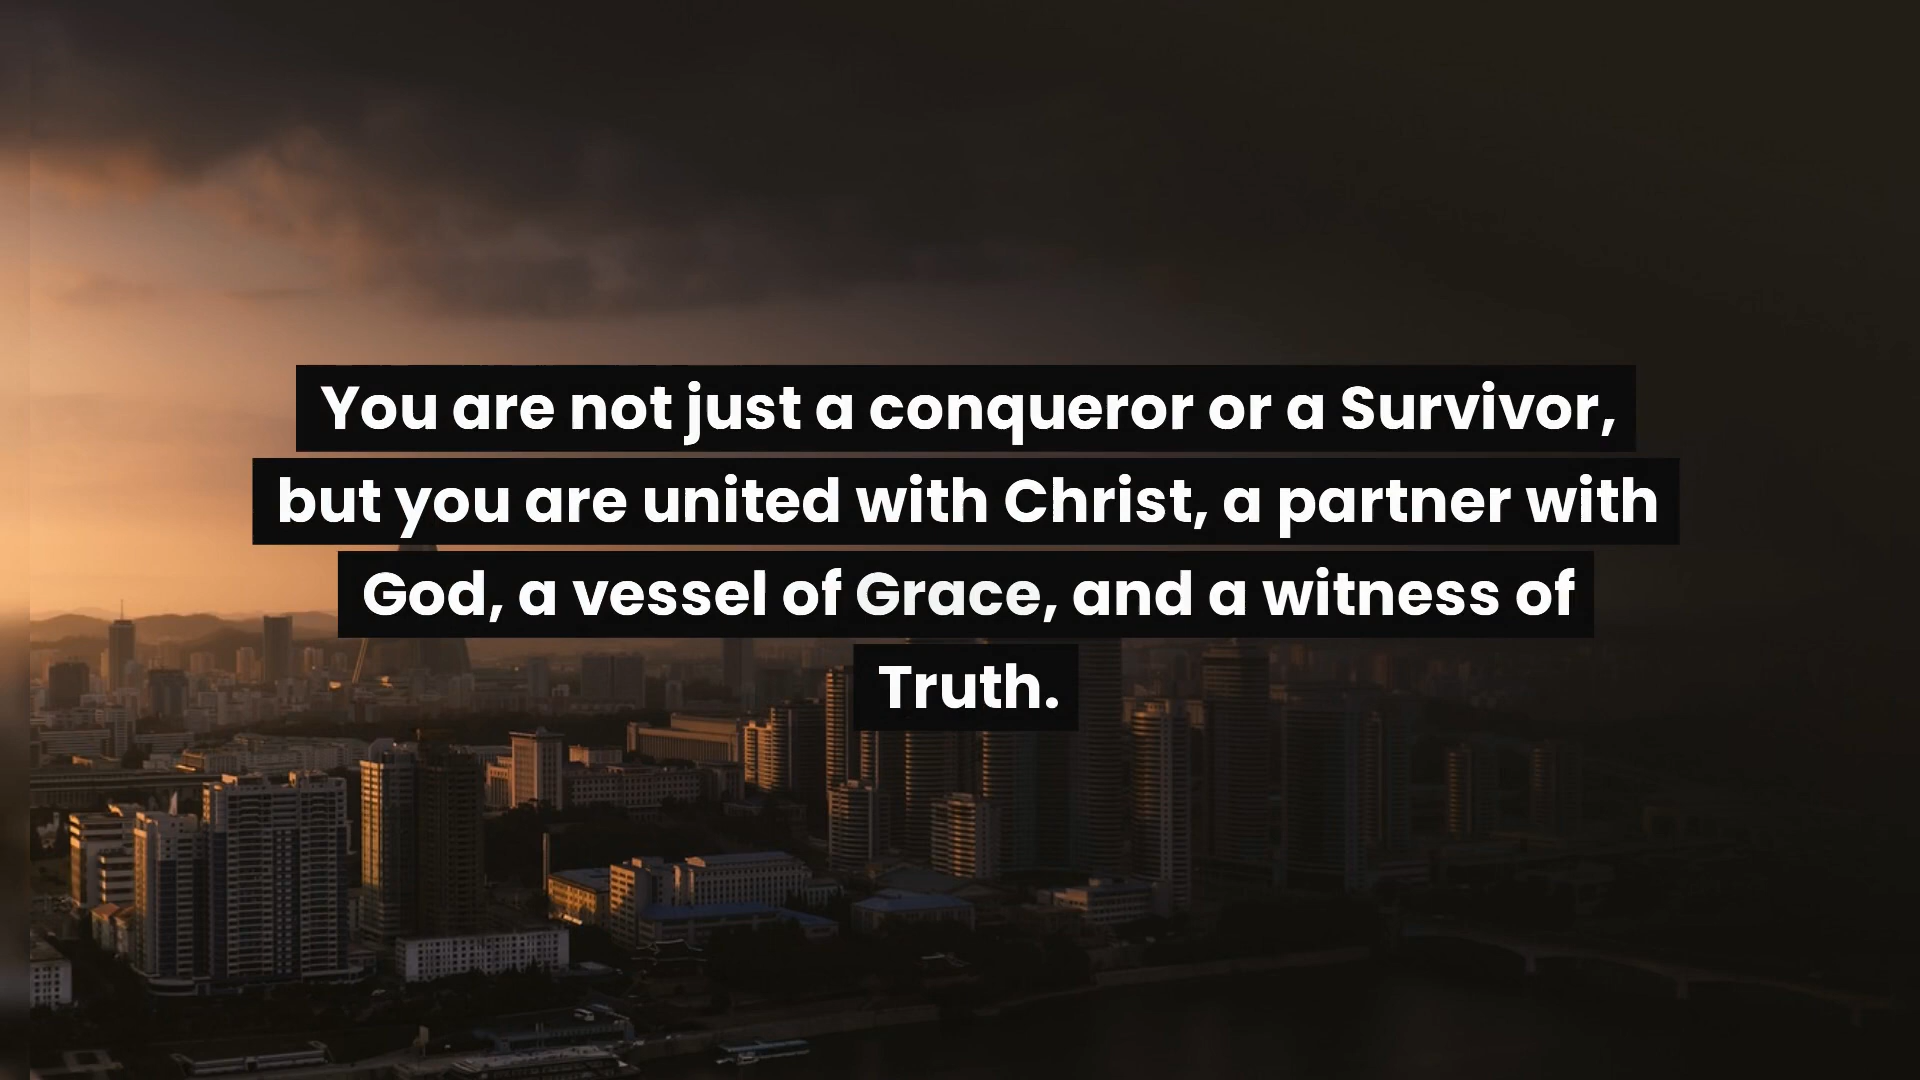 You are not just a conqueror or a Survivor,
but you are united with Christ, a partner with
God, a vessel of Grace, and a witness of
Truth.